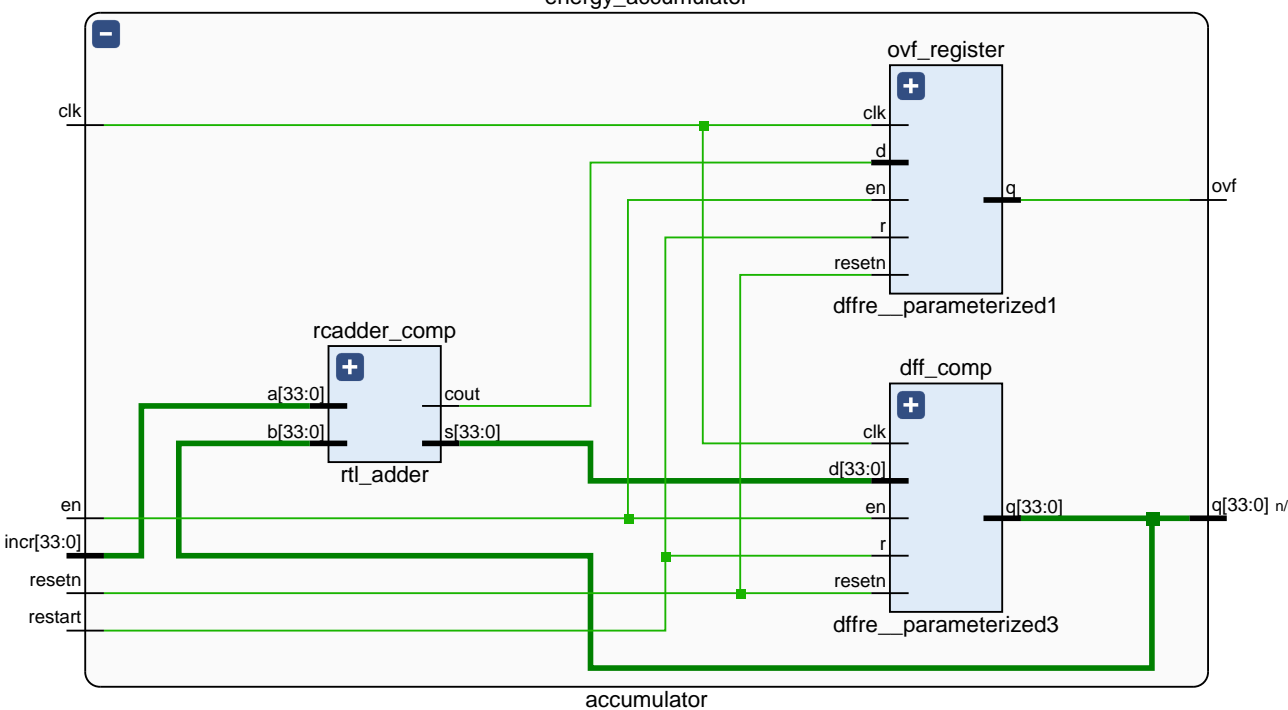 energy_accumulator
ovf_register
clk
clk
d
en
r
resetn
q
ovf
dffre__parameterized1
rcadder_comp
a[33:0]
cout
b[33:0]
s[33:0]
rtl_adder
dff_comp
clk
d[33:0]
en
en
q[33:0]
q[33:0] n/
incr[33:0]
r
resetn
resetn
restart
dffre__parameterized3
accumulator